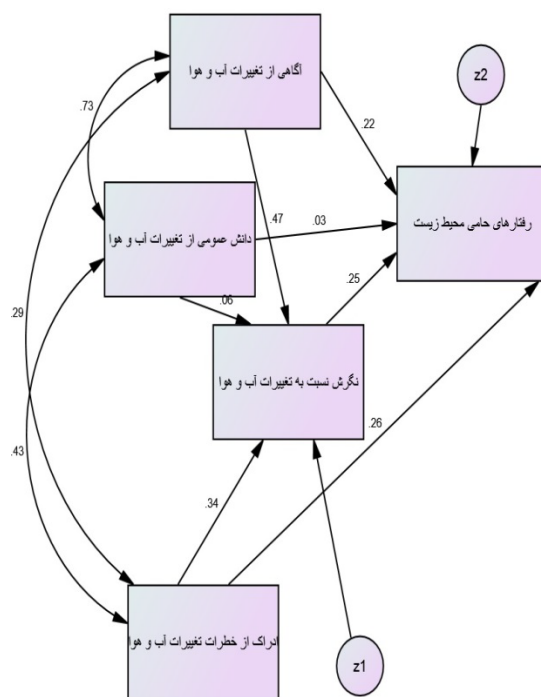 آگاهی از تغییرات آب و هوا
z2
.73
.22
رفتارهای حامی محیط زیست
.47
.03
دانش عمومی از تغییرات آب و هوا
.25
.06
.29
نگرش نسبت به تغییرات آب و هوا
.26
.43
.34
ادراک از خطرات تغییرات آب و هوا
z1